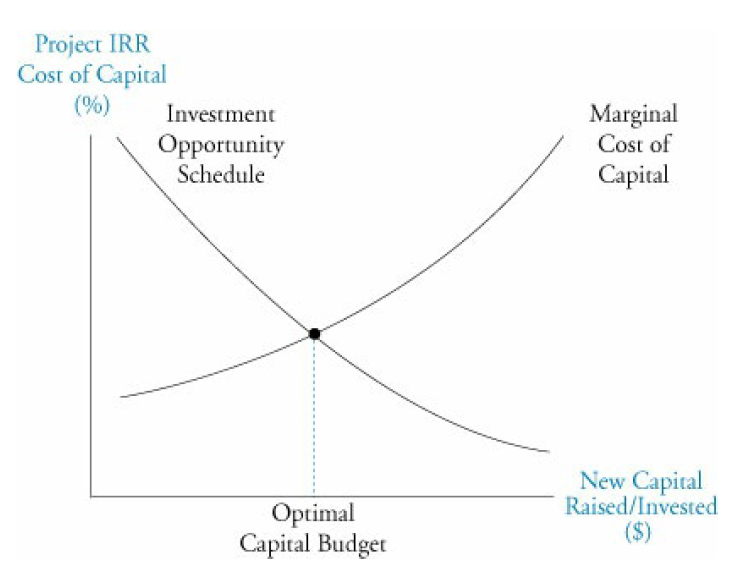 Project IRR
Cost of Capital
(%)
Investment
Opportunity
Schedule
Marginal
Cost of
Capital
New Capital
Raised/Invested
($)
Optimal
Capital Budget